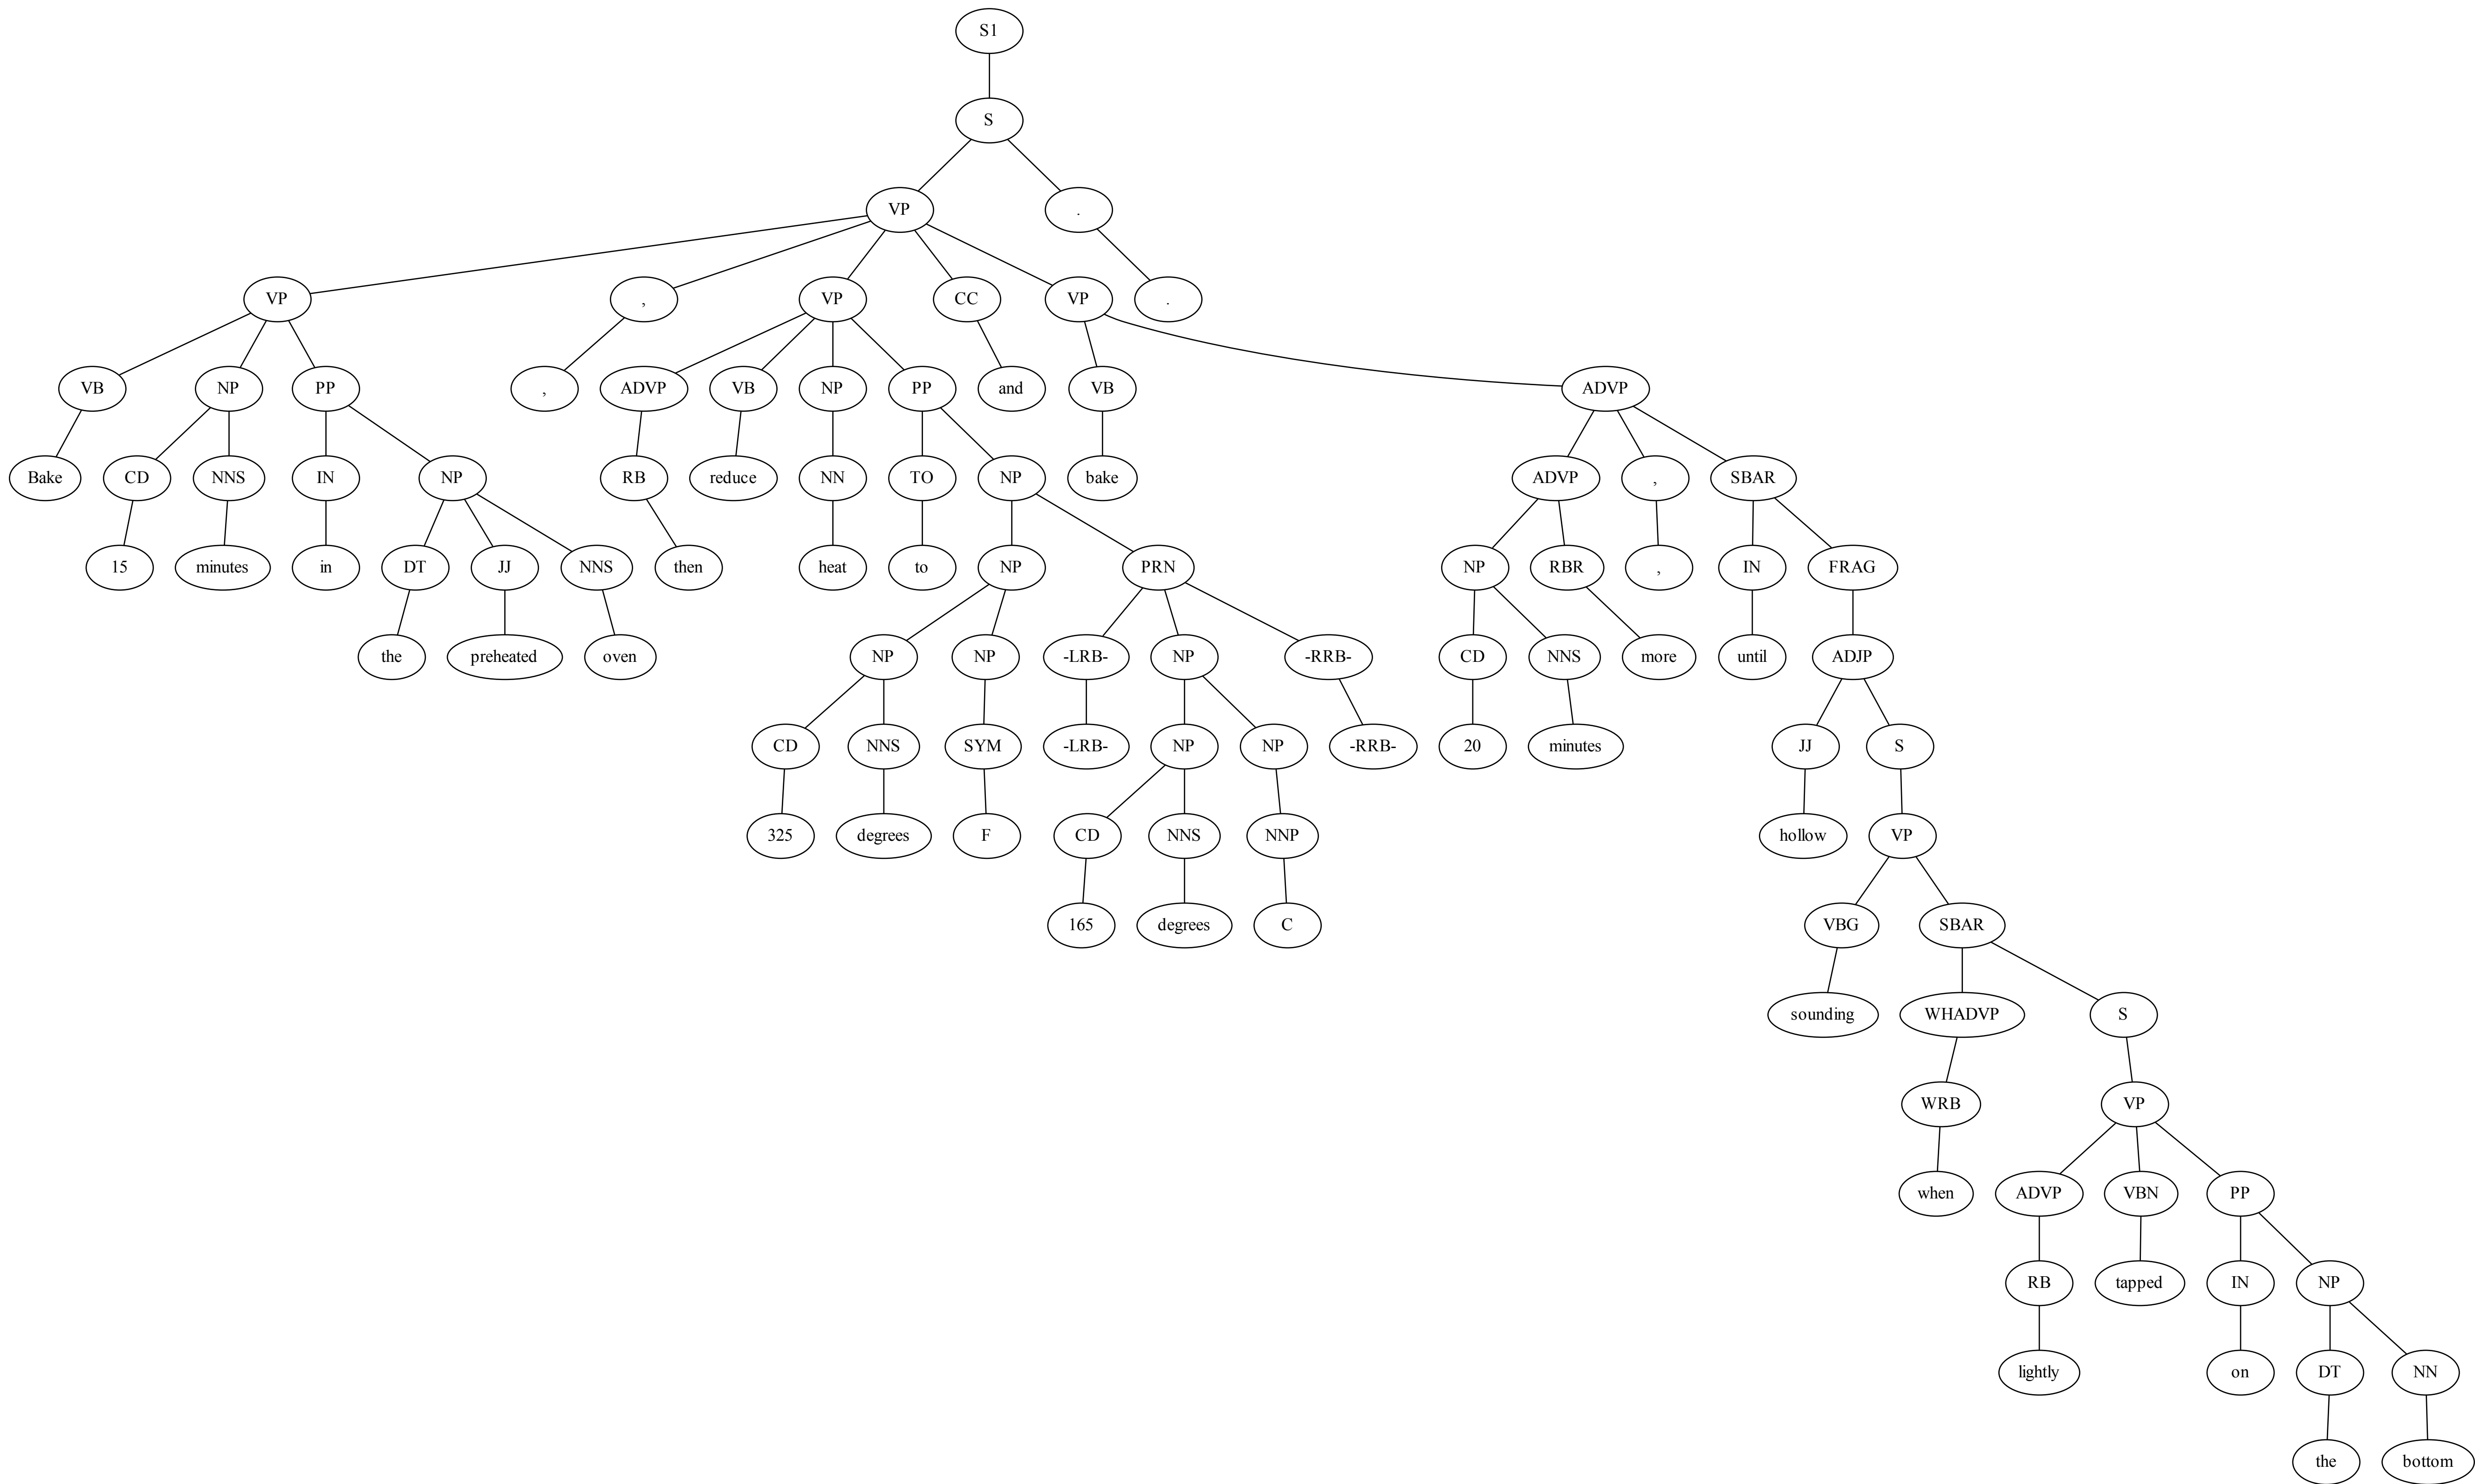 S1
S
VP .
VP , VP CC VP .
VB NP PP , ADVP VB NP PP and VB ADVP
Bake CD NNS IN NP RB reduce NN TO NP bake ADVP , SBAR
15 minutes in DT JJ NNS then heat to NP PRN NP RBR , IN FRAG
the preheated oven NP NP -LRB- NP -RRB- CD NNS more until ADJP
CD NNS SYM -LRB- NP NP -RRB- 20 minutes JJ S
325 degrees F CD NNS NNP hollow VP
165 degrees C VBG SBAR
sounding WHADVP S
WRB VP
when ADVP VBN PP
RB tapped IN NP
lightly on DT NN
the bottom